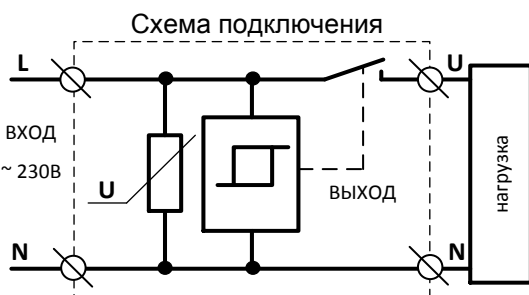 Схема подключения
L
U
ВХОД
~ 230В
U
ВЫХОД
нагрузка
N
N